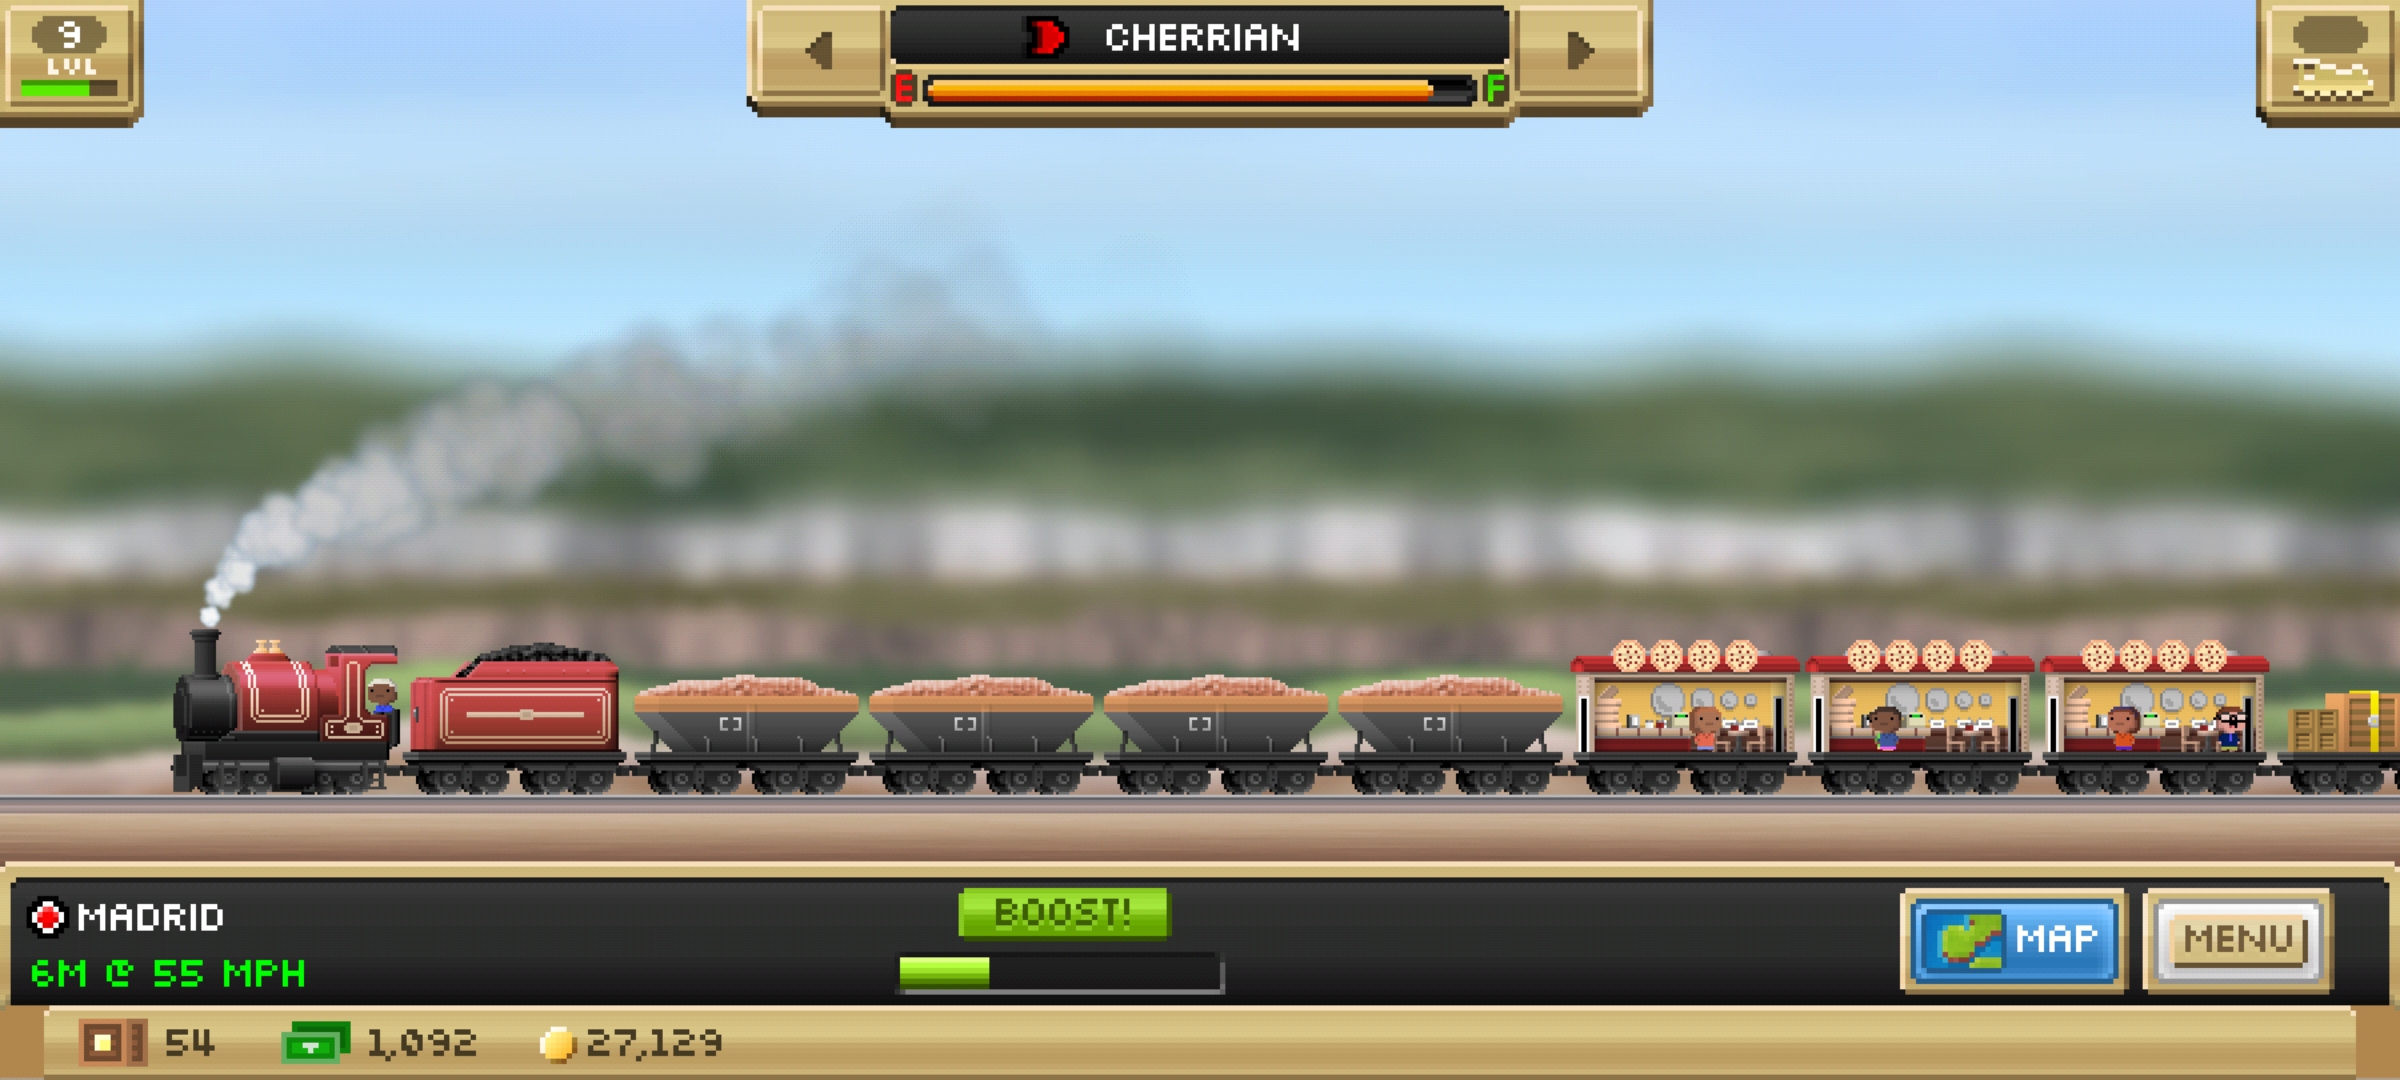 9
LVL
CHERRIAN
E F
MADRID
6M @ 55 MPH
BOOST!
MAP
MENU
54
1,092
27,129